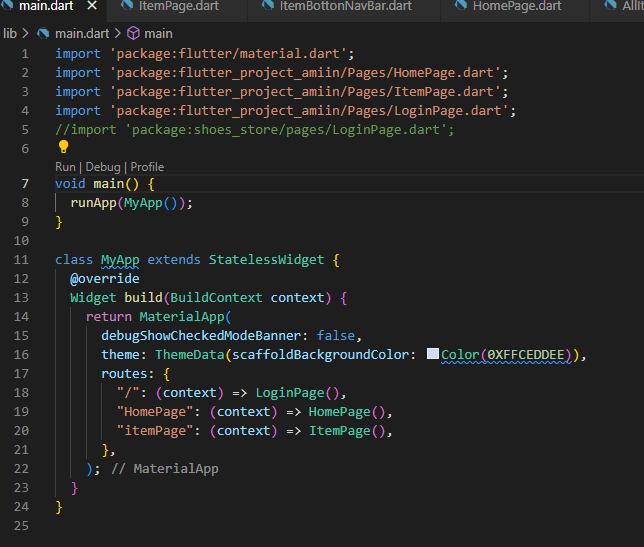 main.dart X ItemPage.dart ItemBottonNavBar.dart HomePage.dart AllIt
lib > main.dart > main
1 import 'package:flutter/material.dart';
2 import 'package:flutter_project_amiin/Pages/HomePage.dart';
3 import 'package:flutter_project_amiin/Pages/ItemPage.dart';
4 import 'package:flutter_project_amiin/Pages/LoginPage.dart';
5 //import 'package:shoes_store/pages/LoginPage.dart';
6
Run | Debug | Profile
7 void main() {
8   runApp(MyApp());
9 }
10
11 class MyApp extends StatelessWidget {
12   @override
13   Widget build(BuildContext context) {
14     return MaterialApp(
15       debugShowCheckedModeBanner: false,
16       theme: ThemeData(scaffoldBackgroundColor: Color(0XFFCEDDEE)),
17       routes: {
18         "/": (context) => LoginPage(),
19         "HomePage": (context) => HomePage(),
20         "itemPage": (context) => ItemPage(),
21       },
22     ); // MaterialApp
23   }
24 }
25